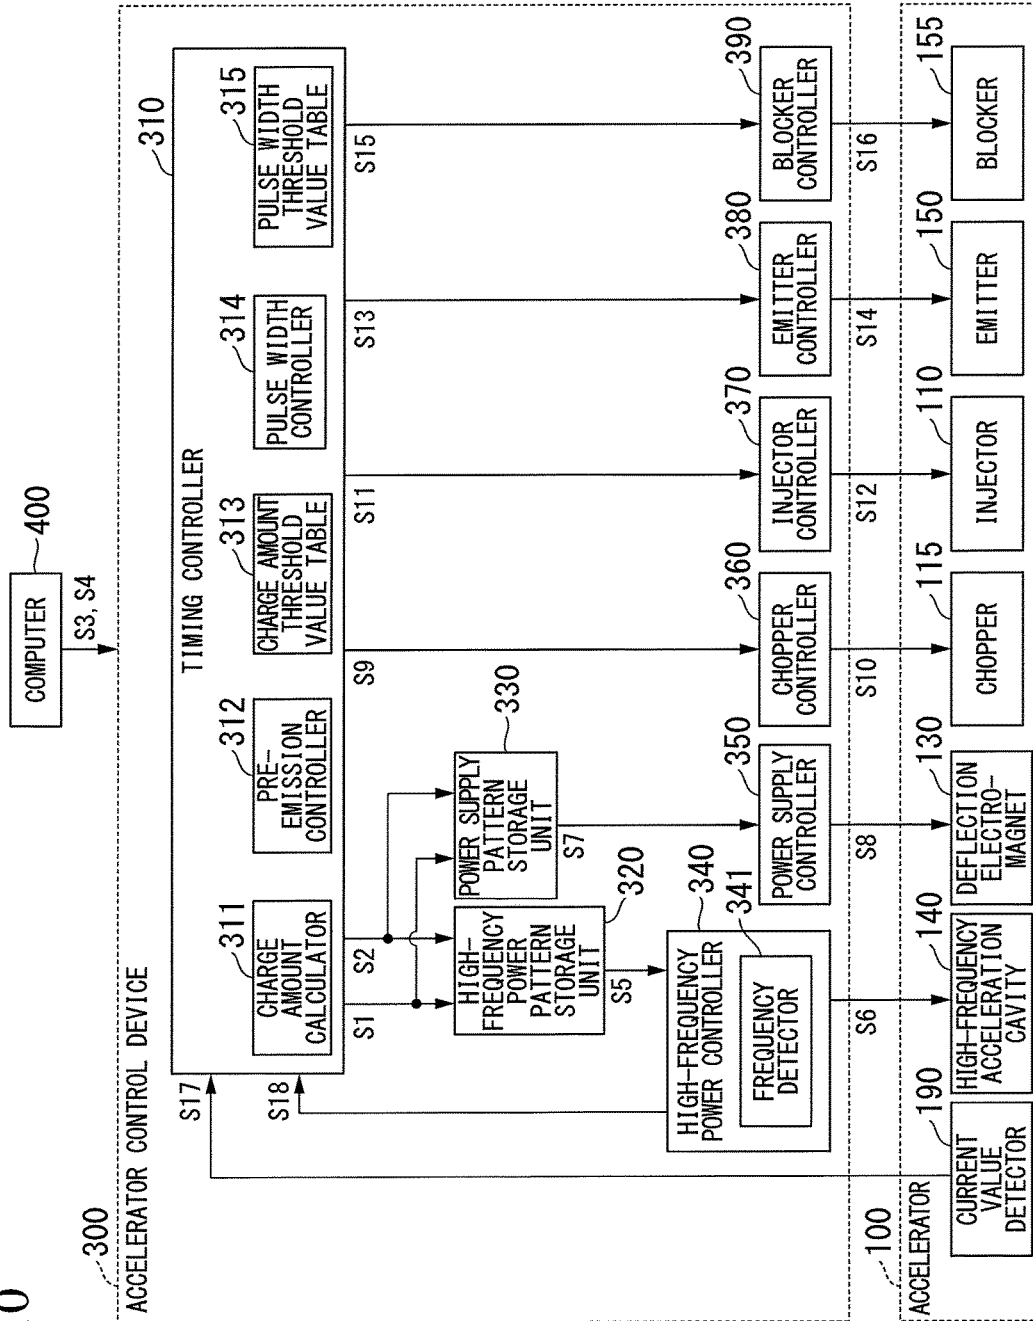 0
400
COMPUTER
S3, S4
300
ACCELERATOR CONTROL DEVICE
310
TIMING CONTROLLER
311
CHARGE
AMOUNT
CALCULATOR
312
PRE-
EMISSION
CONTROLLER
313
CHARGE AMOUNT
THRESHOLD
VALUE TABLE
314
PULSE WIDTH
CONTROLLER
315
PULSE WIDTH
THRESHOLD
VALUE TABLE
S17
S18
S1
S2
S9
S11
S13
S15
330
POWER SUPPLY
PATTERN
STORAGE
UNIT
S7
320
HIGH-
FREQUENCY
POWER
PATTERN
STORAGE
UNIT
S5
340
HIGH-FREQUENCY
POWER CONTROLLER
341
FREQUENCY
DETECTOR
350
POWER SUPPLY
CONTROLLER
360
CHOPPER
CONTROLLER
370
INJECTOR
CONTROLLER
380
EMITTER
CONTROLLER
390
BLOCKER
CONTROLLER
S6
S8
S10
S12
S14
S16
100
ACCELERATOR
190
CURRENT
VALUE
DETECTOR
140
HIGH-FREQUENCY
ACCELERATION
CAVITY
130
DEFLECTION
ELECTRO-
MAGNET
115
CHOPPER
110
INJECTOR
150
EMITTER
155
BLOCKER